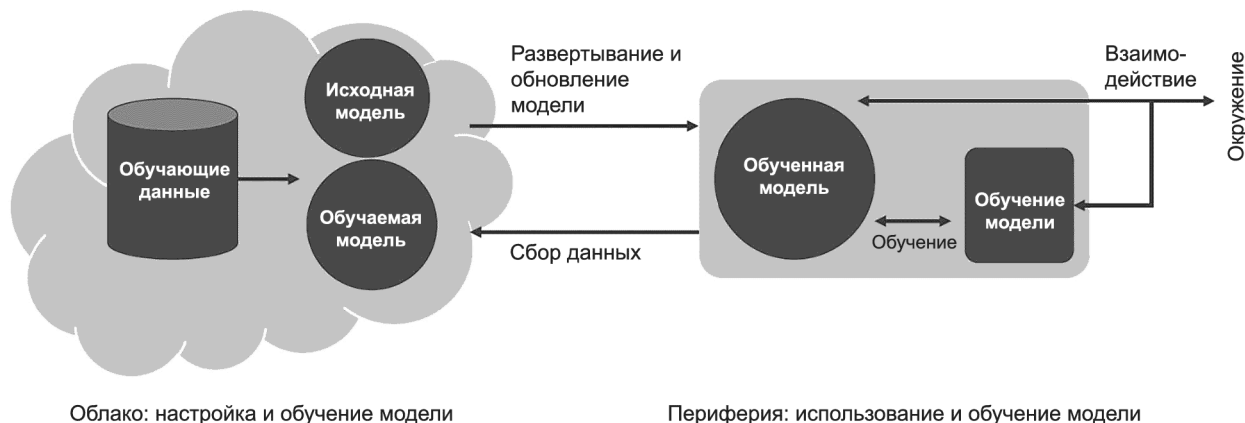 Исходная
модель
Обучающие
данные
Обучаемая
модель
Развертывание и
обновление
модели
Сбор данных
Обученная
модель
Обучение
Обучение
модели
Взаимо-
действие
Окружение
Облако: настройка и обучение модели
Периферия: использование и обучение модели